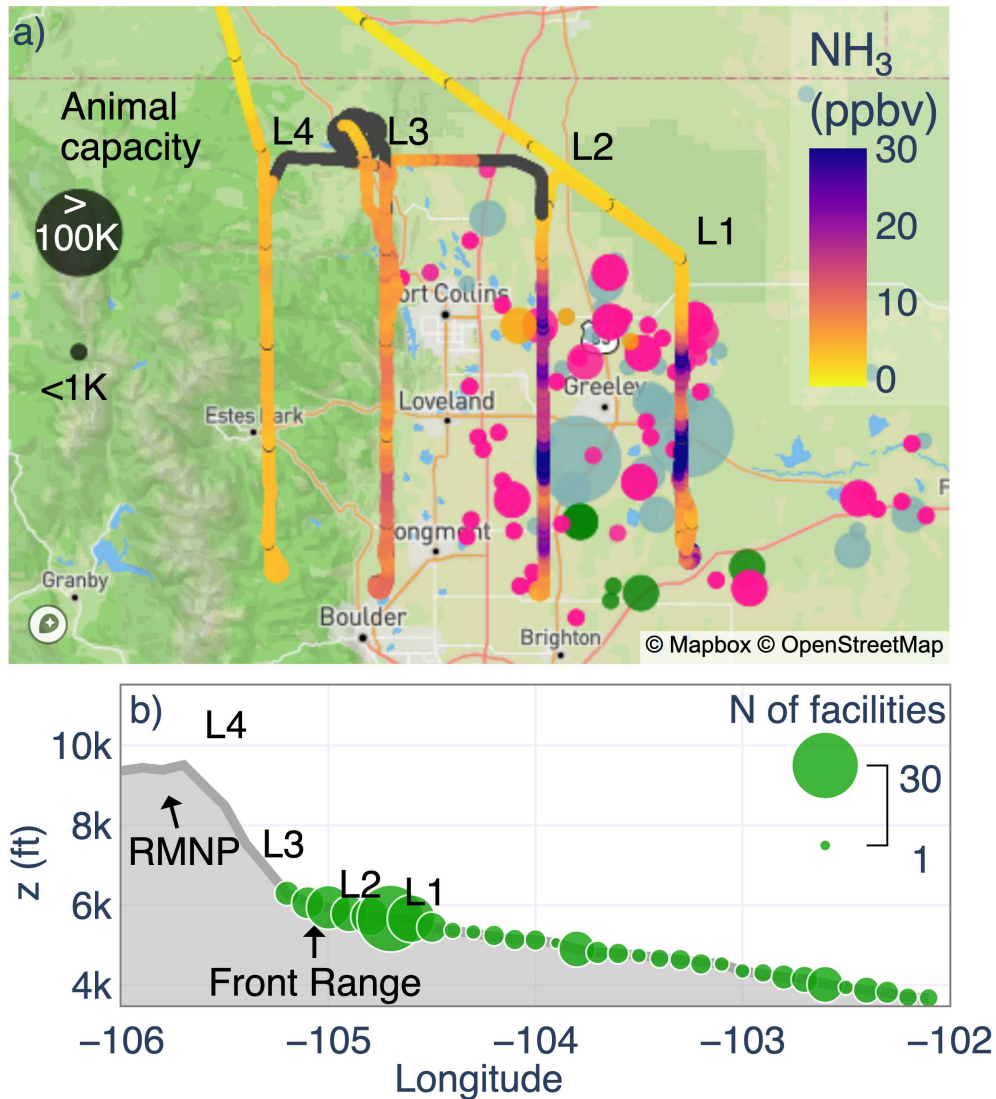 a)
NH3
(ppbv)
30
20
10
0
Animal
capacity
>
100K
<1K
L4
L3
L2
L1
ort Collins
Greeley
Loveland
Estes Park
ongmont
Granby
Boulder
Brighton
F
© Mapbox © OpenStreetMap
b)
N of facilities
30
1
L4
L3
L2
L1
RMNP
Front Range
10k
8k
6k
4k
z (ft)
−106
−105
−104
−103
−102
Longitude